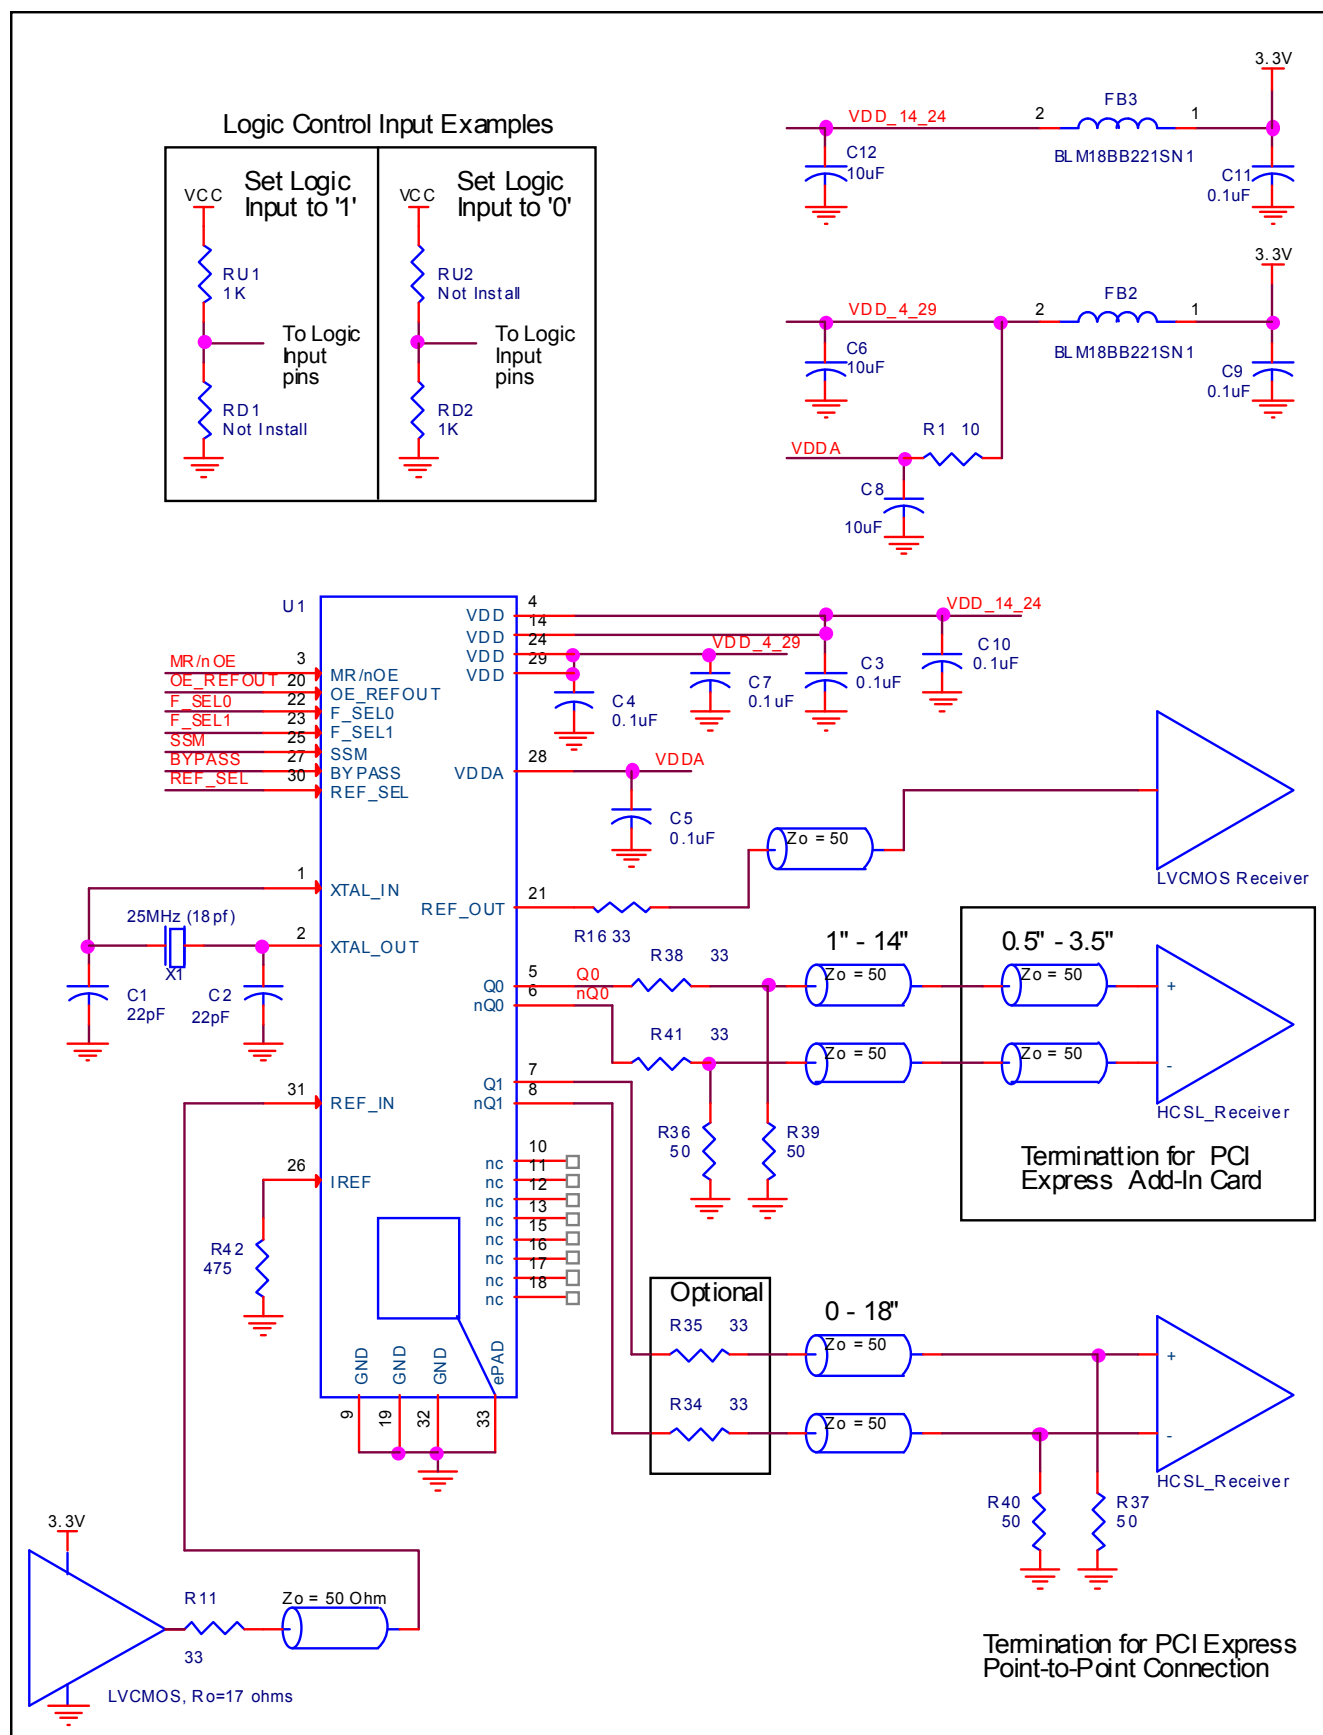 Logic Control Input Examples
Set Logic
Input to '1'
VCC
RU1
1K
To Logic
Input
pins
RD1
Not Install
Set Logic
Input to '0'
VCC
RU2
Not Install
To Logic
Input
pins
RD2
1K
3.3V
VDD_14_24
2
FB3
1
BLM18BB221SN1
C12
10uF
C11
0.1uF
3.3V
VDD_4_29
2
FB2
1
BLM18BB221SN1
C6
10uF
C9
0.1uF
R1 10
VDDA
C8
10uF
U1
MR/nOE
3
MR/nOE
OE_REFOUT
20
OE_REFOUT
F_SEL0
22
F_SEL0
F_SEL1
23
F_SEL1
SSM
25
SSM
BYPASS
27
BYPASS
REF_SEL
30
REF_SEL
1
XTAL_IN
25MHz (18pf)
X1
2
XTAL_OUT
C1
22pF
C2
22pF
31
REF_IN
26
IREF
R42
475
VDD
4
VDD
14
VDD
24
VDD
29
VDD_14_24
VDD_4_29
C10
0.1uF
C3
0.1uF
C7
0.1uF
C4
0.1uF
VDDA
28
VDDA
C5
0.1uF
REF_OUT
21
R16 33
Zo = 50
LVCMOS Receiver
Q0
5
Q0
nQ0
6
nQ0
R38 33
R41 33
1" - 14"
Zo = 50
Zo = 50
0.5" - 3.5"
Zo = 50
Zo = 50
+
-
HCSL_Receiver
Terminattion for PCI
Express Add-In Card
R36
50
R39
50
Q1
7
nQ1
8
nc
10
nc
11
nc
12
nc
13
nc
15
nc
16
nc
17
nc
18
Optional
R35 33
R34 33
0 - 18"
Zo = 50
Zo = 50
+
-
HCSL_Receiver
R40
50
R37
50
GND
GND
GND
ePAD
9
19
32
33
3.3V
R11
33
Zo = 50 Ohm
LVCMOS, Ro=17 ohms
Termination for PCI Express
Point-to-Point Connection